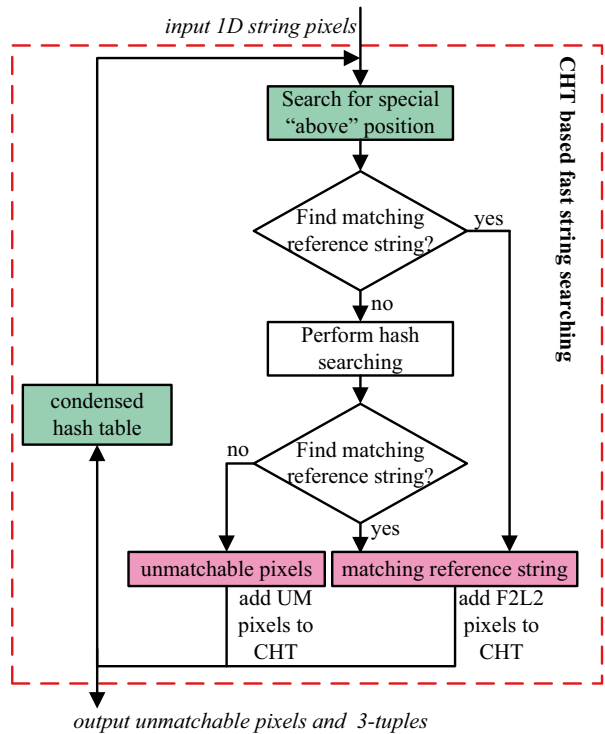 input 1D string pixels
CHT based fast string searching
Search for special
“above” position
Find matching
reference string?
yes
no
Perform hash
searching
condensed
hash table
Find matching
reference string?
no
yes
unmatchable pixels
matching reference string
add UM
pixels to
CHT
add F2L2
pixels to
CHT
output unmatchable pixels and 3-tuples